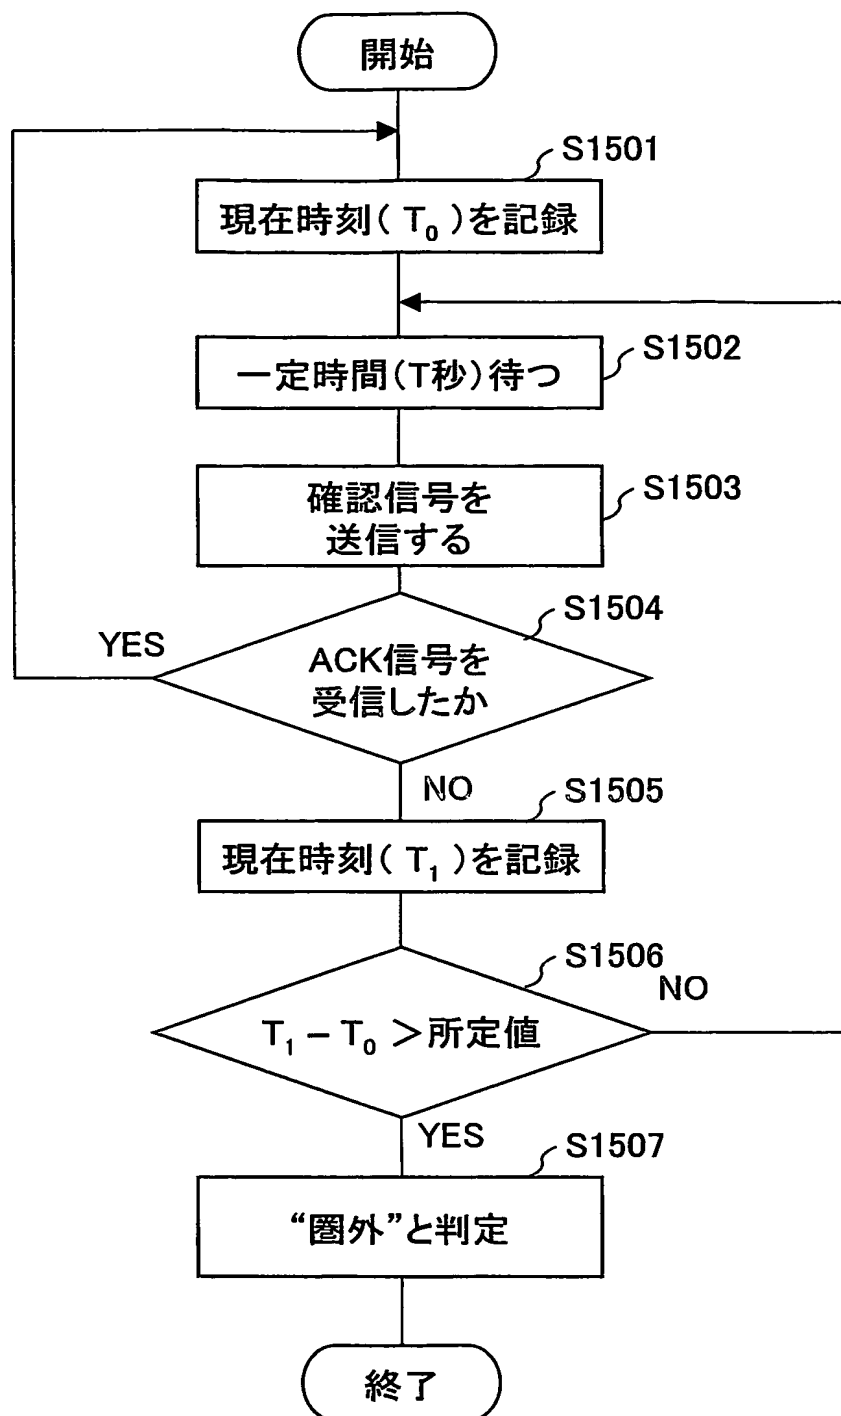 開始
S1501
現在時刻( T₀ )を記録
S1502
一定時間(T秒)待つ
S1503
確認信号を
送信する
S1504
YES
ACK信号を
受信したか
NO
S1505
現在時刻( T₁ )を記録
S1506
NO
T₁ − T₀ >所定値
YES
S1507
“圏外”と判定
終了